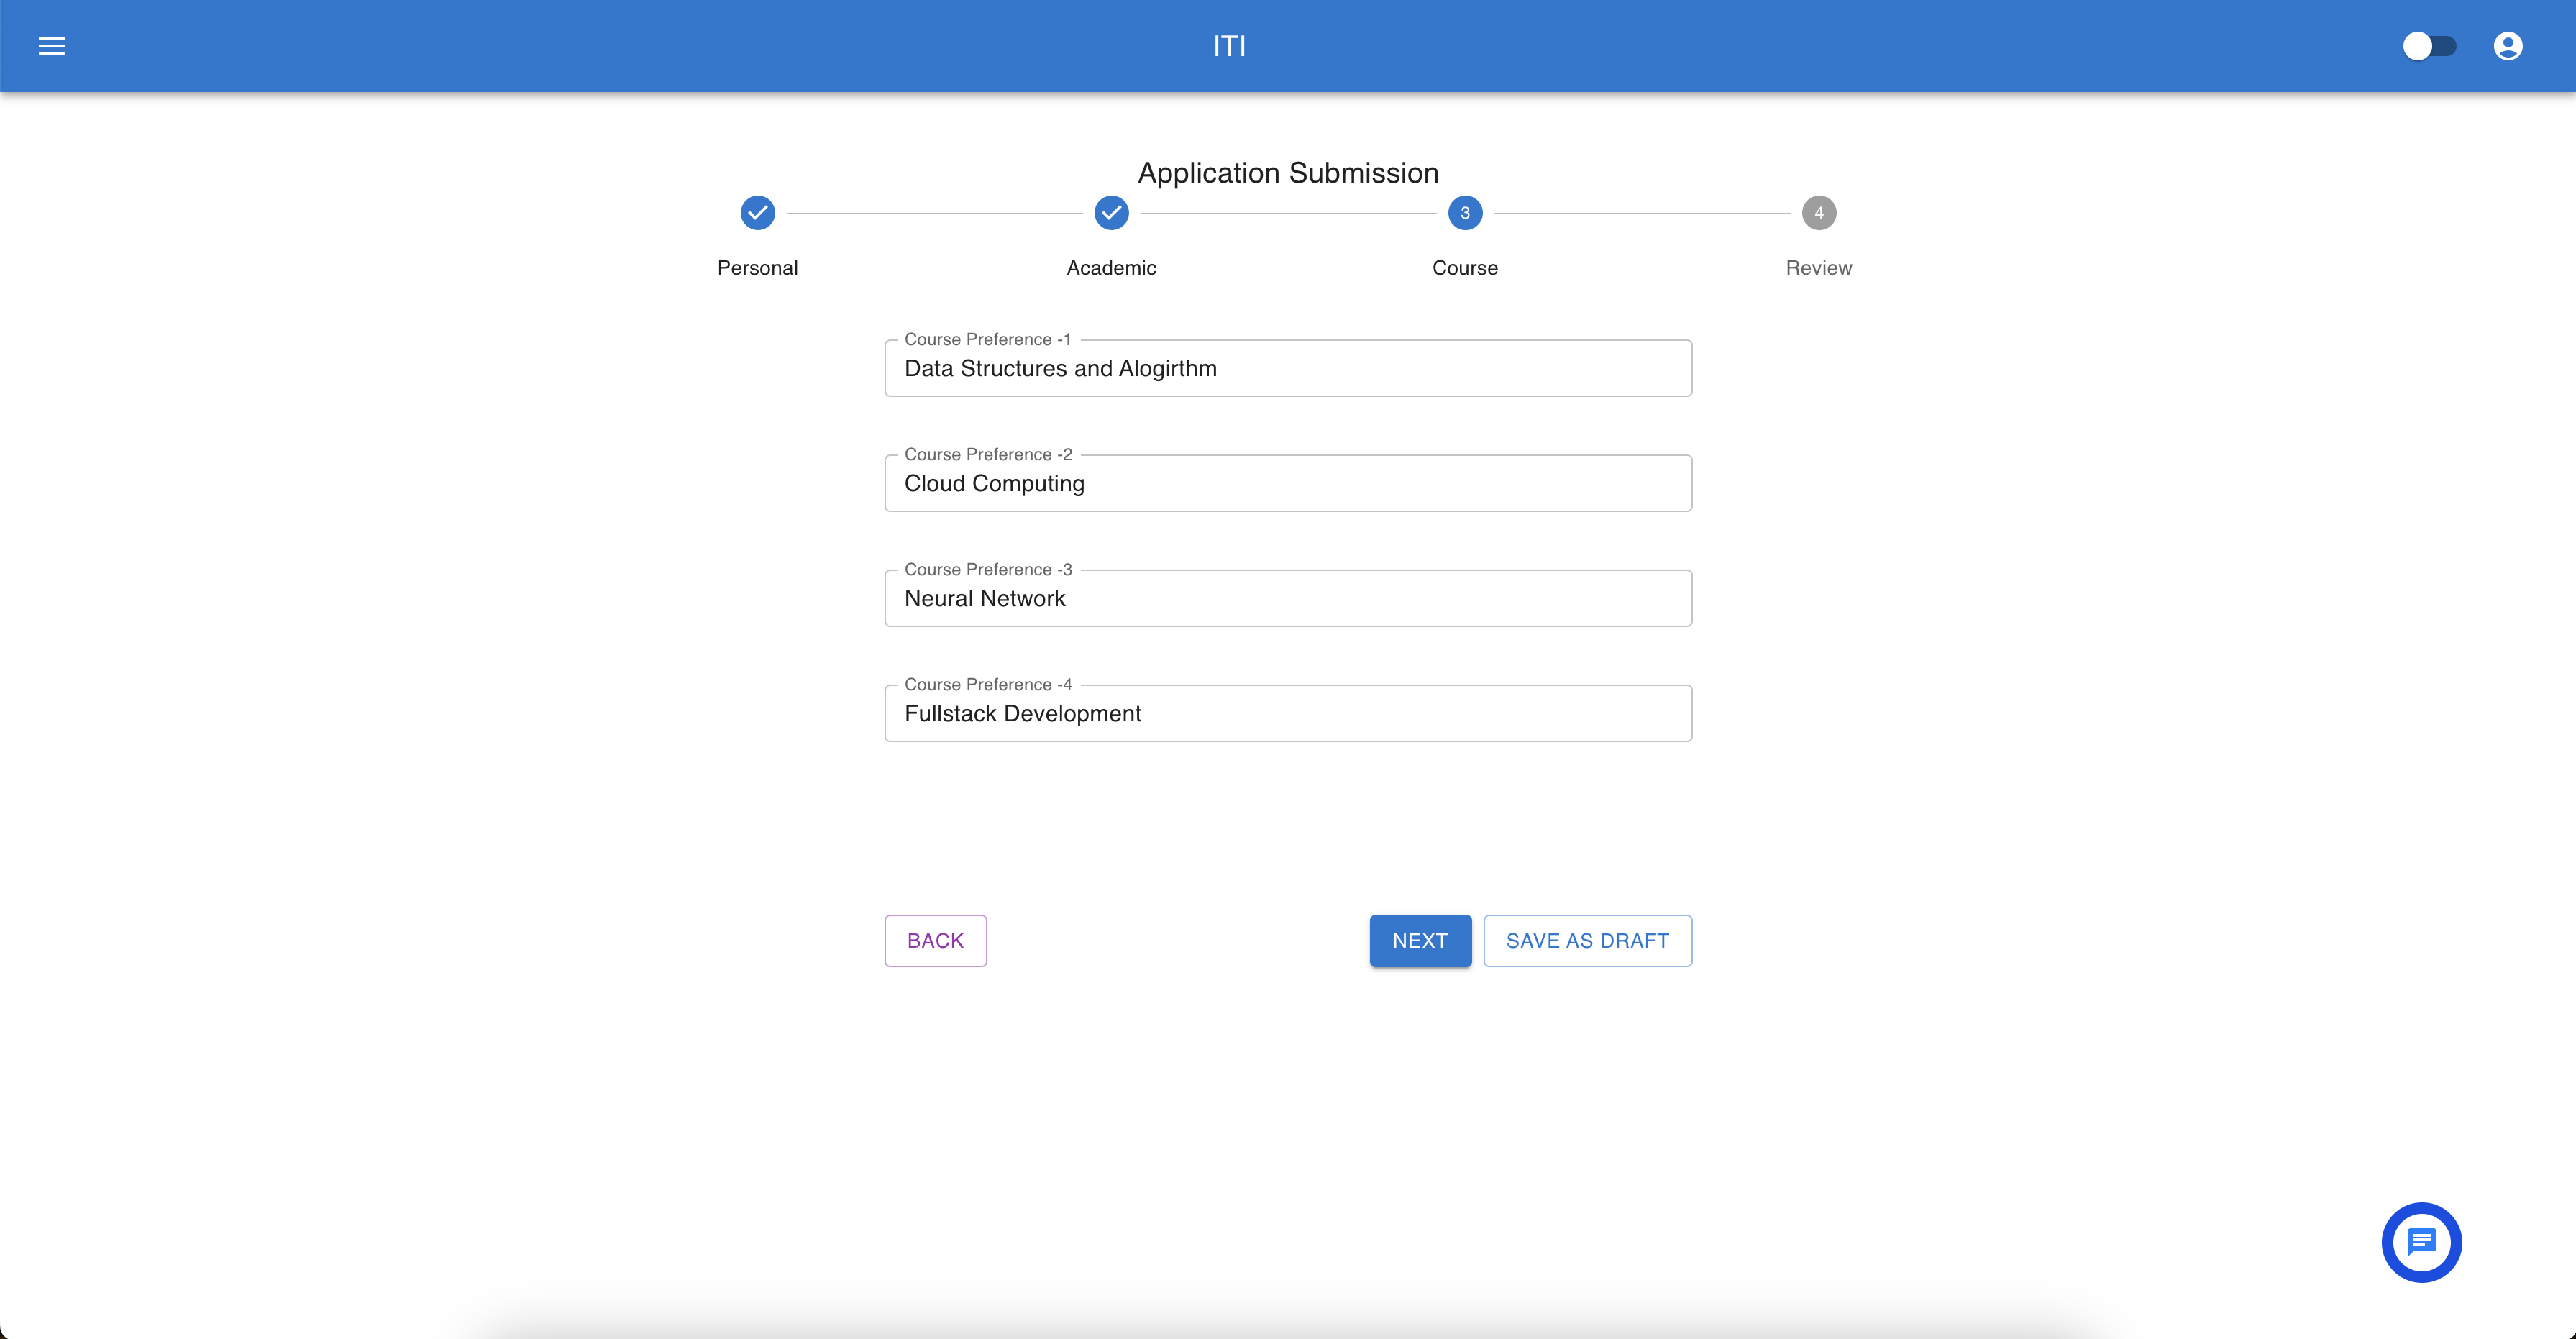 ITI
Application Submission
3
4
Personal
Academic
Course
Review
Course Preference -1
Data Structures and Alogirthm
Course Preference -2
Cloud Computing
Course Preference -3
Neural Network
Course Preference -4
Fullstack Development
BACK
NEXT
SAVE AS DRAFT